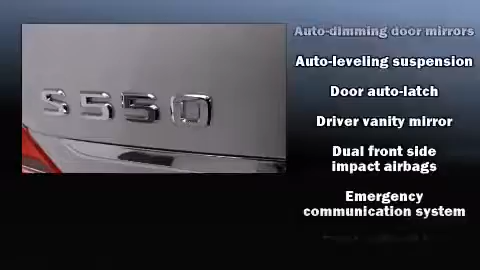 Auto-dimming door mirrors
Auto-leveling suspension
S550
Door auto-latch
Driver vanity mirror
Dual front side
impact airbags
Emergency
communication system